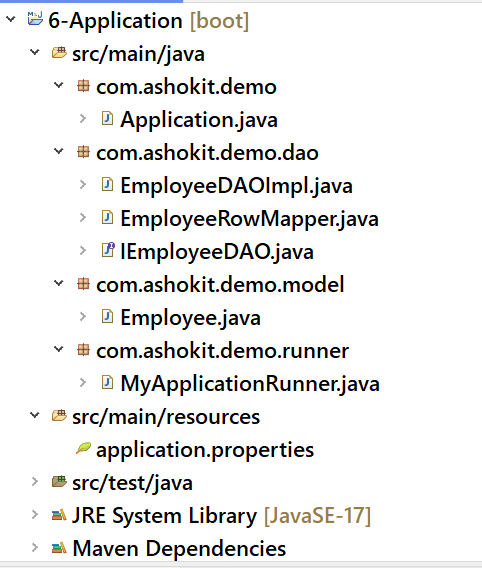 6-Application [boot]
src/main/java
com.ashokit.demo
Application.java
com.ashokit.demo.dao
EmployeeDAOImpl.java
EmployeeRowMapper.java
IEmployeeDAO.java
com.ashokit.demo.model
Employee.java
com.ashokit.demo.runner
MyApplicationRunner.java
src/main/resources
application.properties
src/test/java
JRE System Library [JavaSE-17]
Maven Dependencies